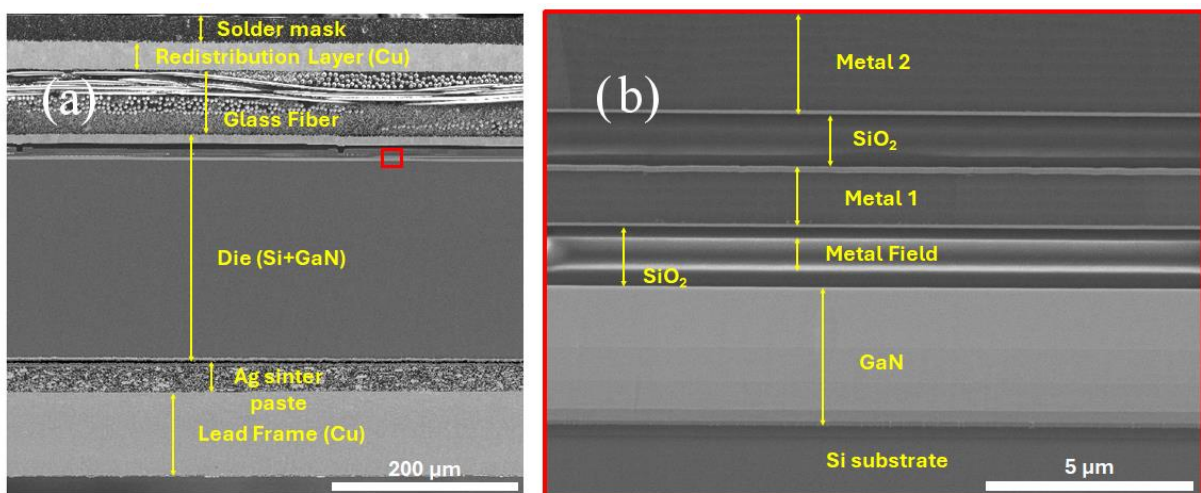 Solder mask
Redistribution Layer (Cu)
(a)
Glass Fiber
Die (Si+GaN)
Ag sinter
paste
Lead Frame (Cu)
200 μm
(b)
Metal 2
SiO₂
Metal 1
Metal Field
SiO₂
GaN
Si substrate
5 μm